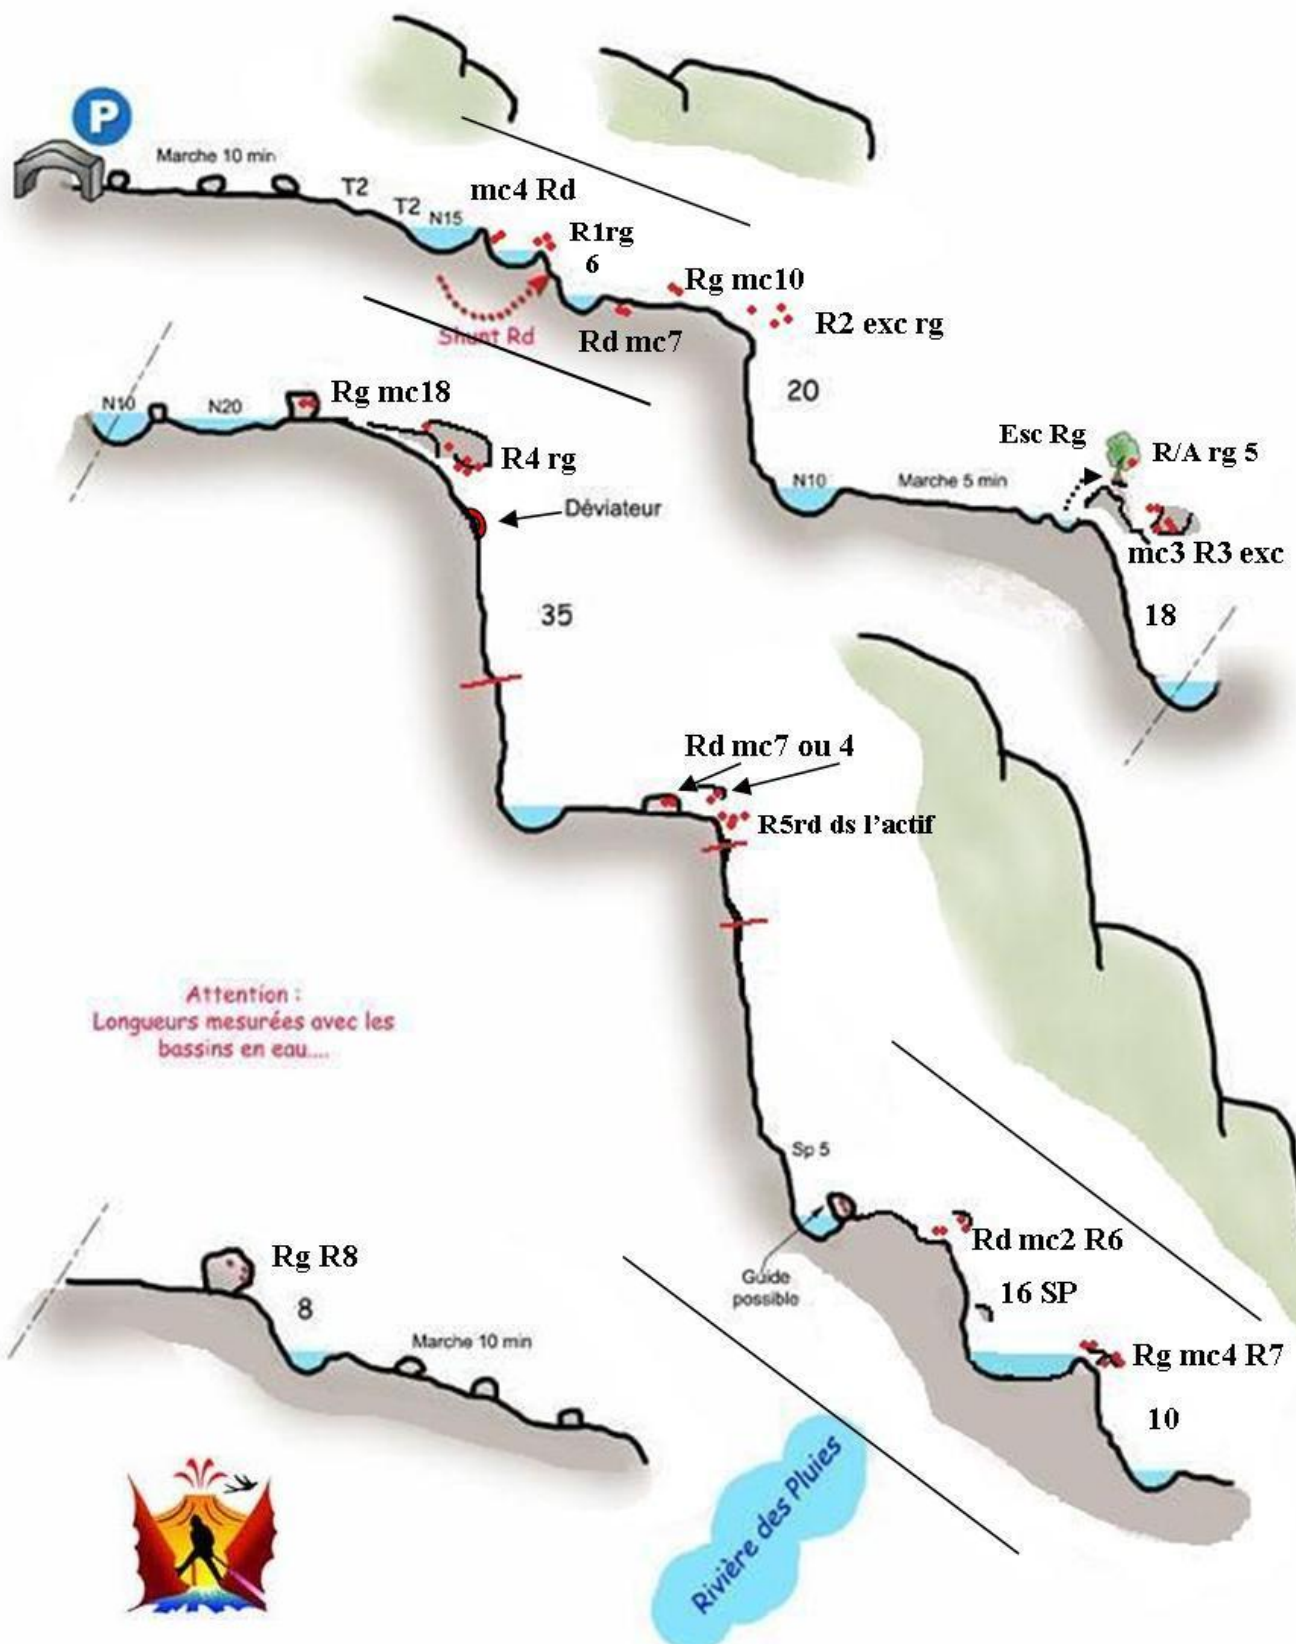 P
Marche 10 min
T2
T2
N15
mc4 Rd
R1rg
6
Rg mc10
R2 exc rg
Shunt Rd
Rd mc7
20
N10
Marche 5 min
Esc Rg
R/A rg 5
mc3 R3 exc
18
N10
N20
Rg mc18
R4 rg
Déviateur
35
Rd mc7 ou 4
R5rd ds l'actif
Attention :
Longueurs mesurées avec les
bassins en eau....
Sp 5
Guide
possible
Rd mc2 R6
16 SP
Rg mc4 R7
10
Rg R8
8
Marche 10 min
Rivière des Pluies